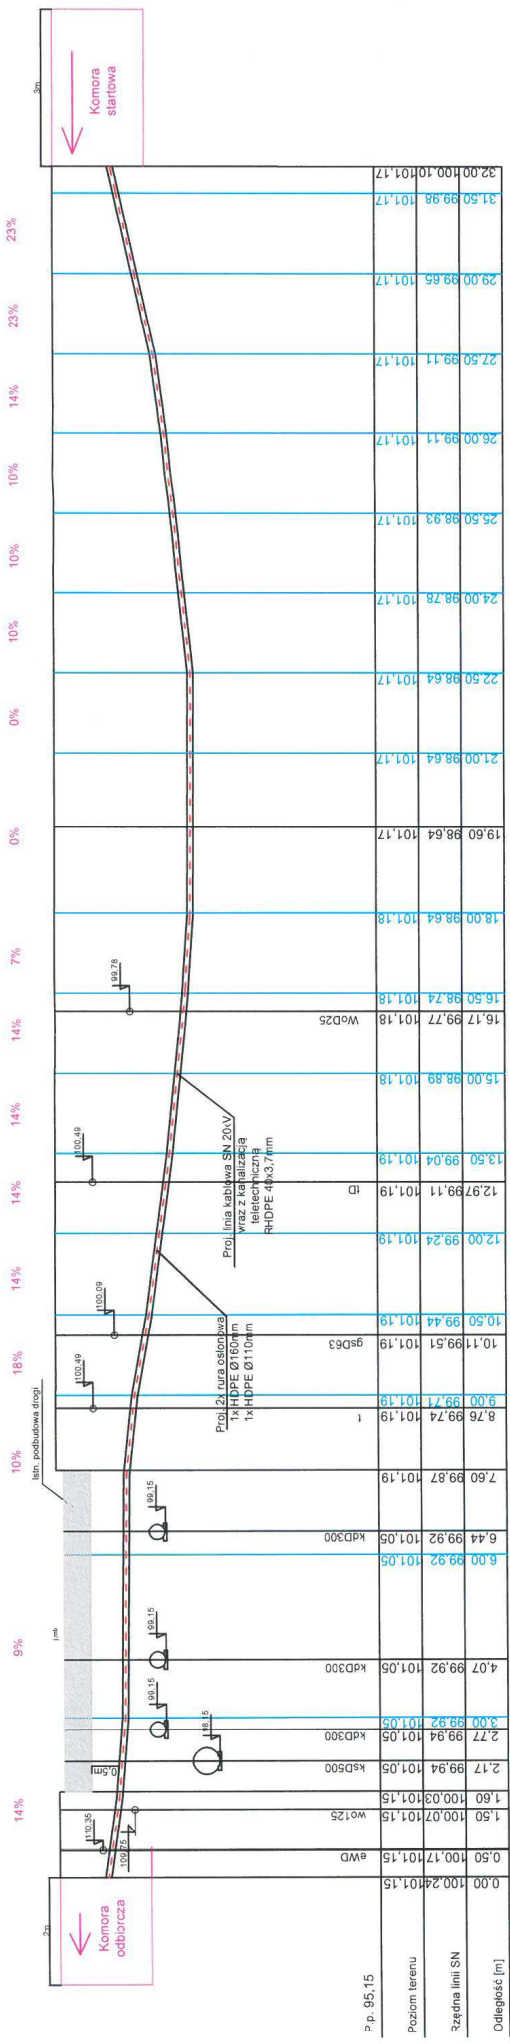 3m
Komora
startowa
23%
23%
14%
10%
10%
10%
0%
0%
7%
14%
14%
14%
14%
18%
10%
9%
14%
Istn. podbudowa drogi
jmb
99,78
100,49
100,09
100,49
99,15
99,15
99,15
98,15
0,5m
110,35
109,75
Proj. linia kablowa SN 20kV
wraz z kanalizacją
teletechniczną
RHDPE 40x3,7mm
Proj. 2x rura osłonowa
1x HDPE Ø160mm
1x HDPE Ø110mm
2m
Komora
odbiorcza
P.p. 95,15
Poziom terenu
Rzędna linii SN
Odległość [m]
101,17 100,10 32,00
101,17 99,98 31,50
101,17 99,65 29,00
101,17 99,11 27,50
101,17 99,11 26,00
101,17 98,93 25,50
101,17 98,78 24,00
101,17 98,64 22,50
101,17 98,64 21,00
101,17 98,64 19,60
101,18 98,64 18,00
101,18 98,74 16,50
WoD25 101,18 99,77 16,17
101,18 98,89 15,00
101,19 99,04 13,50
tD 101,19 99,11 12,97
101,19 99,24 12,00
101,19 99,44 10,50
gsD63 101,19 99,51 10,11
101,19 99,71 9,00
t 101,19 99,74 8,76
101,19 99,87 7,60
kdD300 101,05 99,92 6,44
101,05 99,92 6,00
kdD300 101,05 99,92 4,07
101,05 99,92 3,00
kdD300 101,05 99,94 2,77
ksD500 101,05 99,94 2,17
101,15 100,03 1,60
wo125 101,15 100,07 1,50
eWD 101,15 100,17 0,50
101,15 100,24 0,00